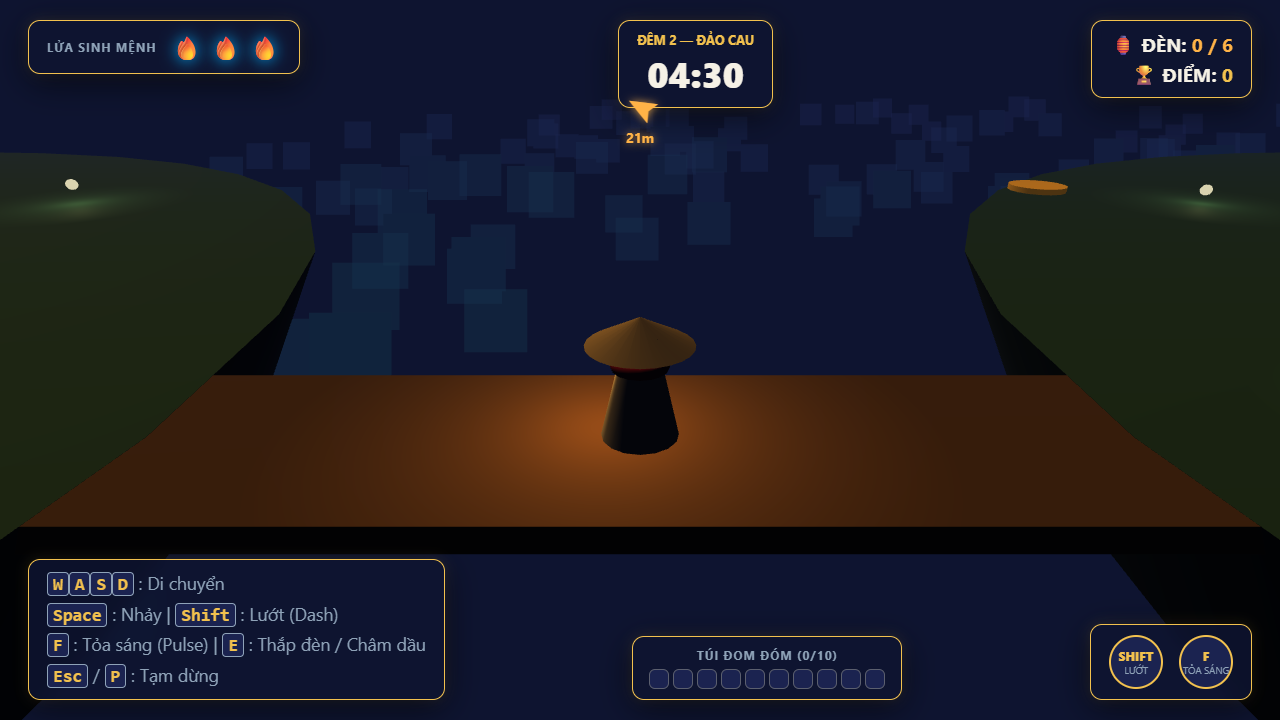 LỬA SINH MỆNH
ĐÊM 2 — ĐẢO CAU
04:30
21m
ĐÈN: 0 / 6
ĐIỂM: 0
W A S D : Di chuyển
Space : Nhảy | Shift : Lướt (Dash)
F : Tỏa sáng (Pulse) | E : Thắp đèn / Châm dầu
Esc / P : Tạm dừng
TÚI ĐOM ĐÓM (0/10)
SHIFT
LƯỚT
F
TỎA SÁNG